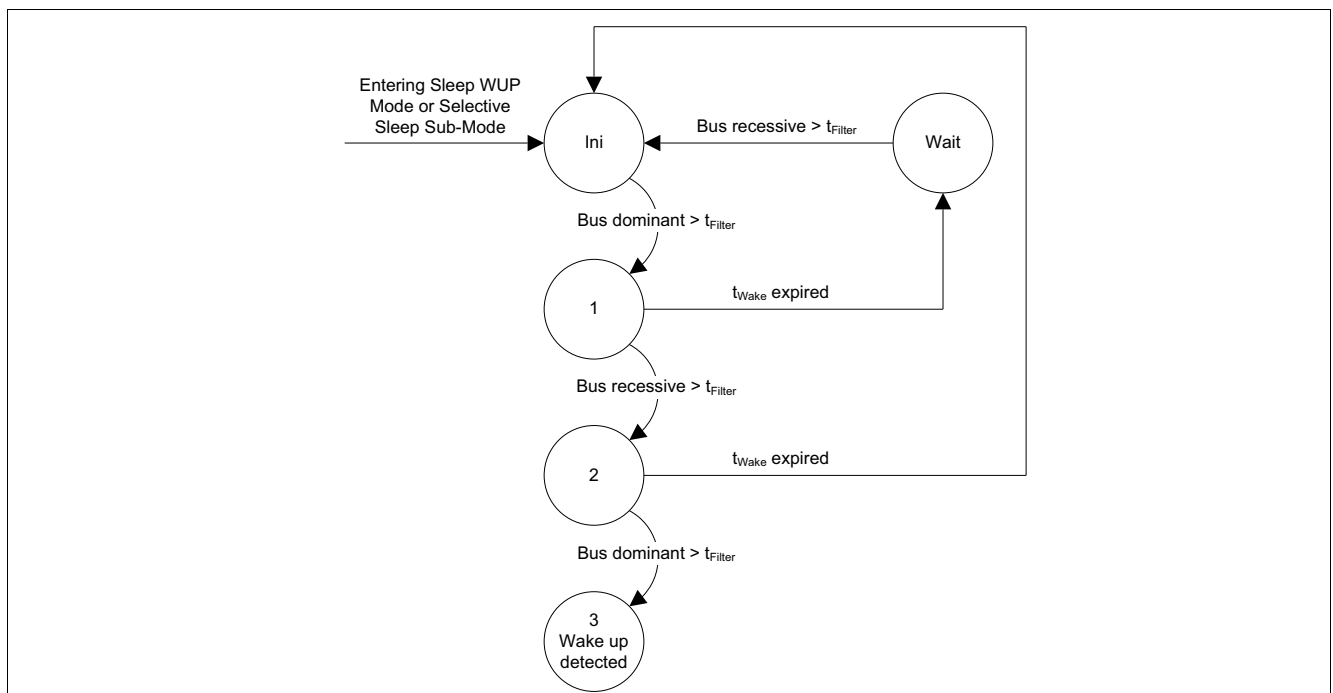 Entering Sleep WUP
Mode or Selective
Sleep Sub-Mode
Ini
Bus recessive > tFilter
Wait
Bus dominant > tFilter
1
tWake expired
Bus recessive > tFilter
2
tWake expired
Bus dominant > tFilter
3
Wake up
detected